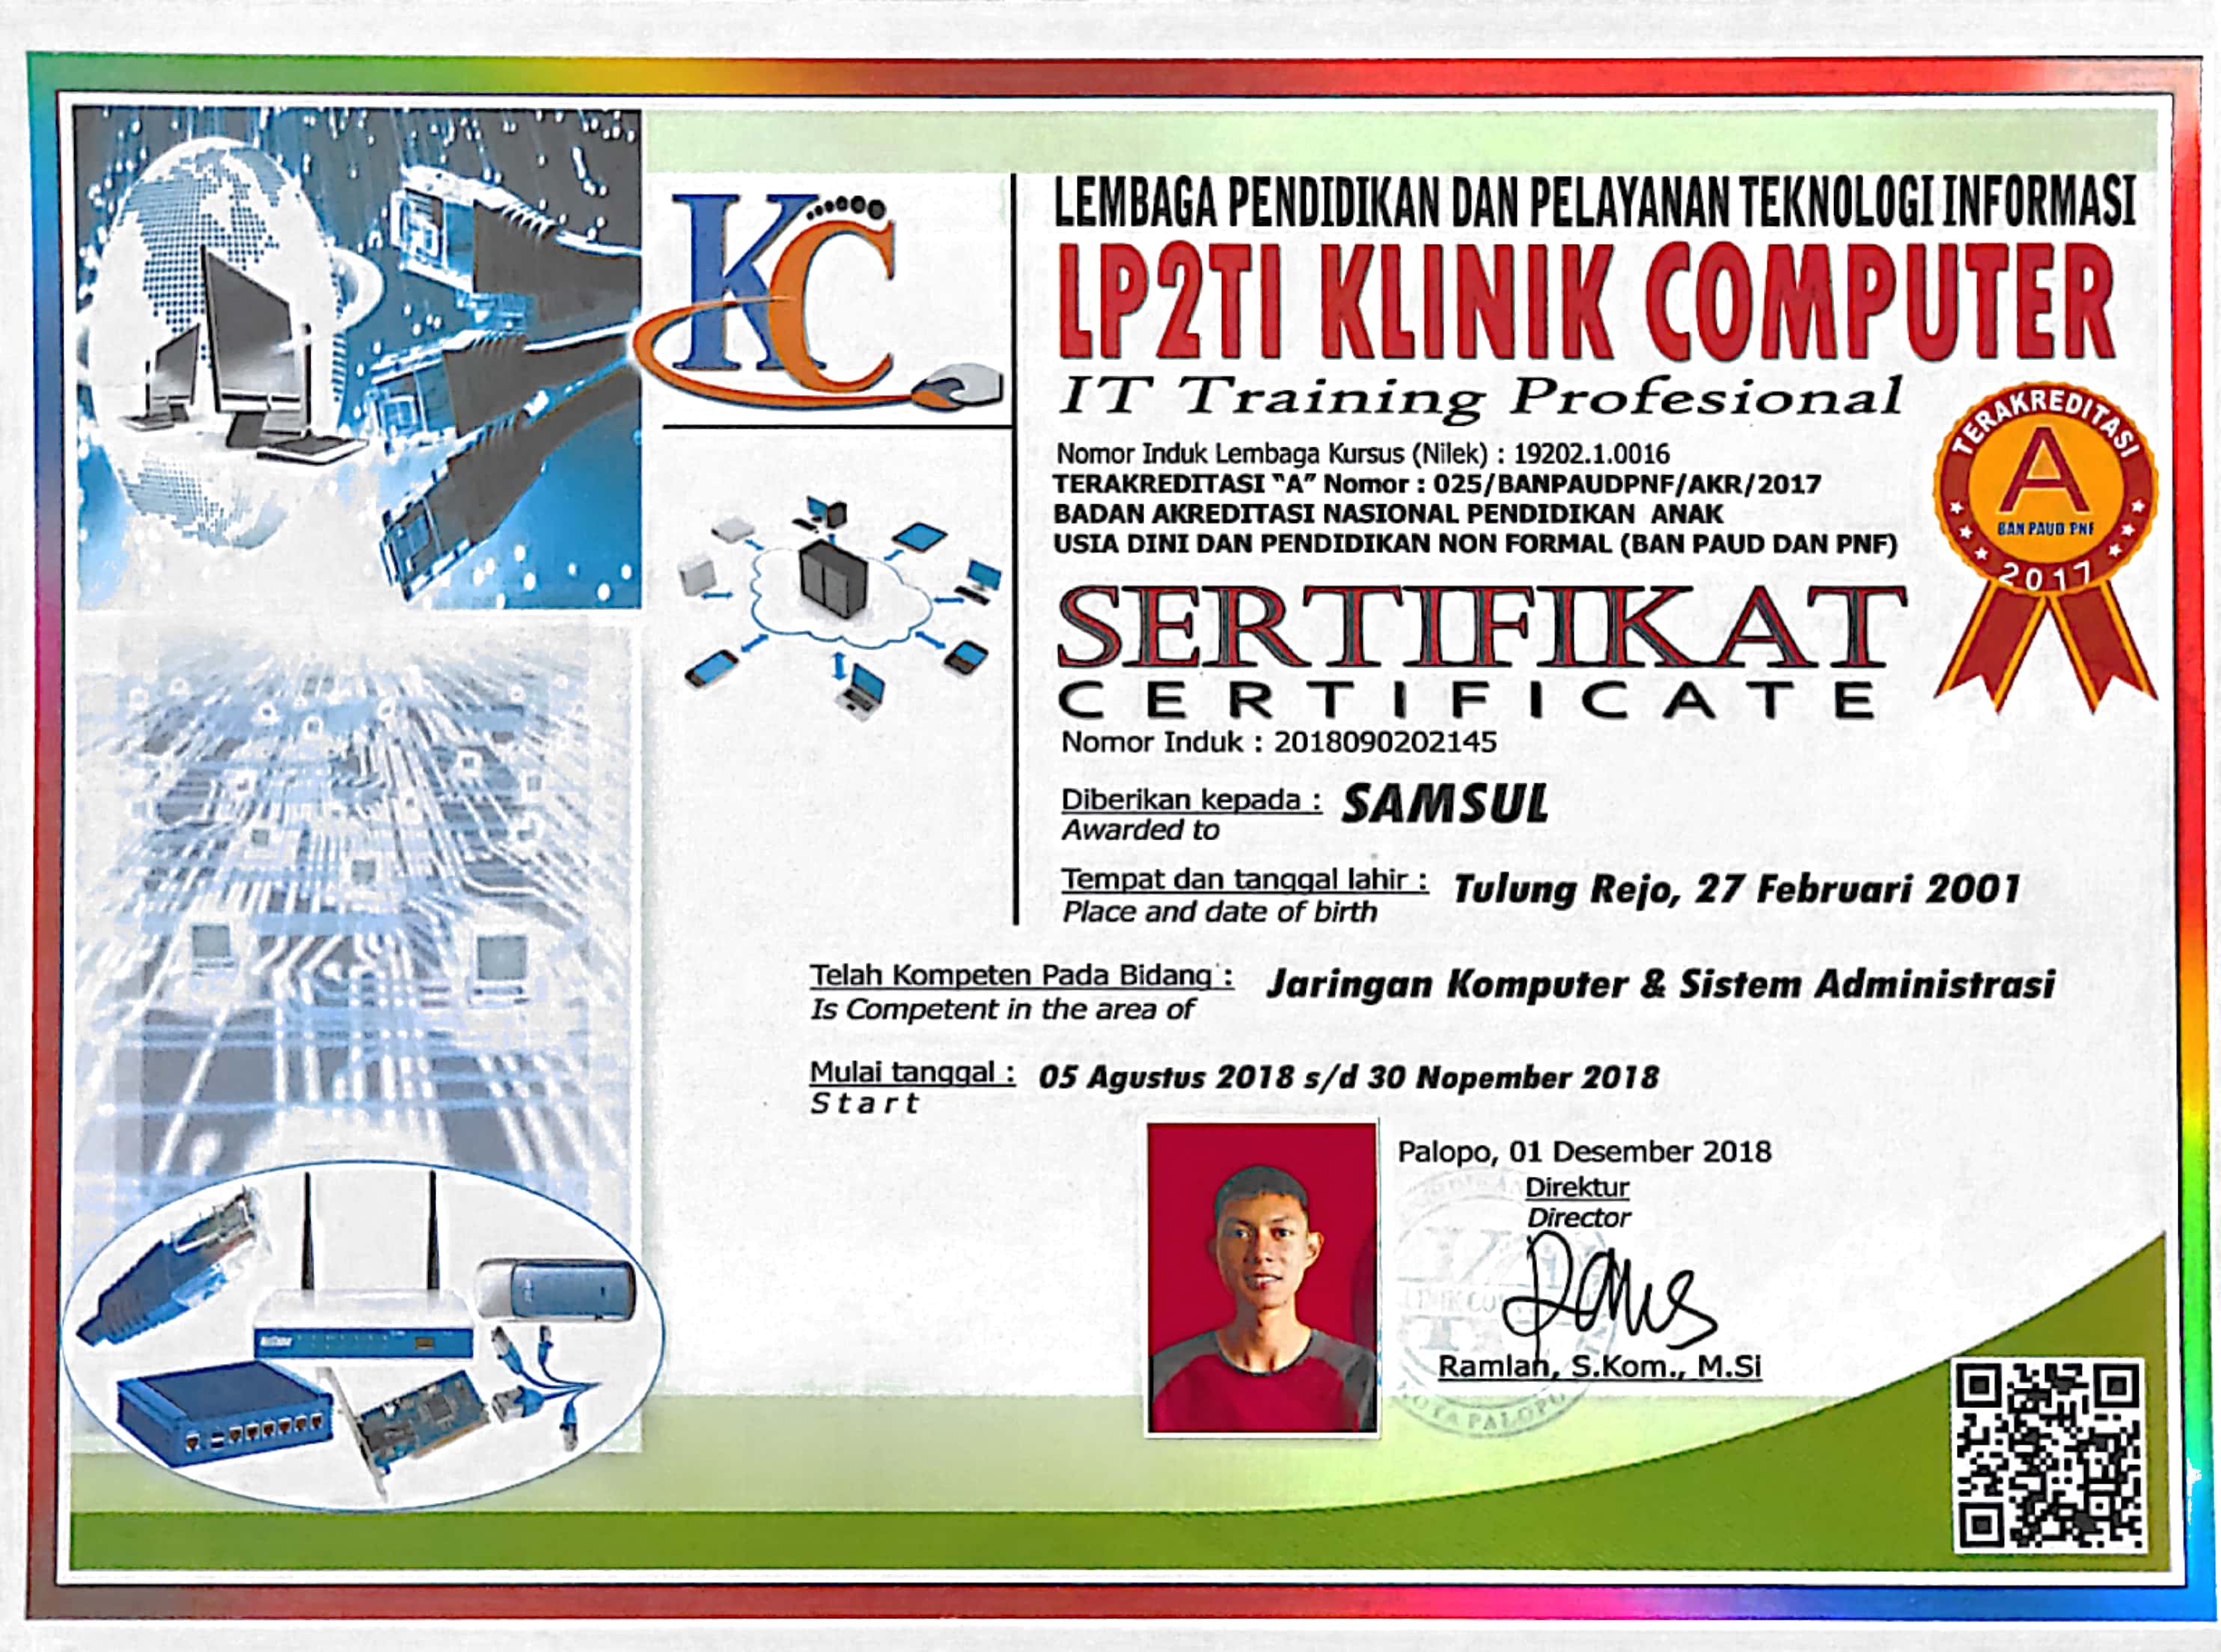 KC
LEMBAGA PENDIDIKAN DAN PELAYANAN TEKNOLOGI INFORMASI
LP2TI KLINIK COMPUTER
IT Training Profesional
Nomor Induk Lembaga Kursus (Nilek) : 19202.1.0016
TERAKREDITASI "A" Nomor : 025/BANPAUDPNF/AKR/2017
BADAN AKREDITASI NASIONAL PENDIDIKAN ANAK
USIA DINI DAN PENDIDIKAN NON FORMAL (BAN PAUD DAN PNF)
TERAKREDITASI
A
BAN PAUD PNF
2017
SERTIFIKAT
CERTIFICATE
Nomor Induk : 2018090202145
Diberikan kepada : SAMSUL
Awarded to
Tempat dan tanggal lahir : Tulung Rejo, 27 Februari 2001
Place and date of birth
Telah Kompeten Pada Bidang : Jaringan Komputer & Sistem Administrasi
Is Competent in the area of
Mulai tanggal : 05 Agustus 2018 s/d 30 Nopember 2018
Start
Palopo, 01 Desember 2018
Direktur
Director
Ramlah, S.Kom., M.Si
KOTA PALOPO